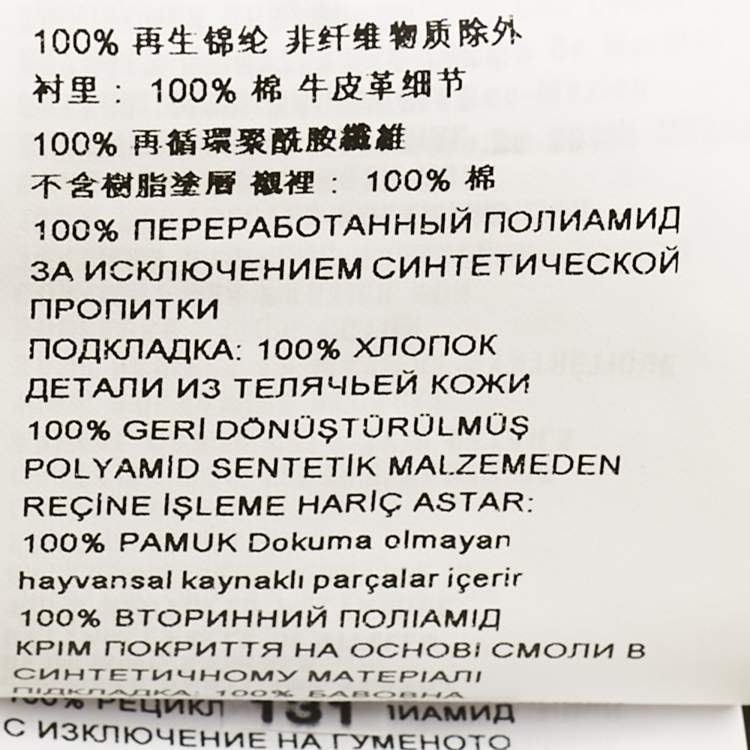 100% 再生锦纶 非纤维物质除外
衬里： 100% 棉 牛皮革细节
100% 再循環聚酰胺纖維
不含樹脂塗層 襯裡： 100% 棉
100% ПЕРЕРАБОТАННЫЙ ПОЛИАМИД
ЗА ИСКЛЮЧЕНИЕМ СИНТЕТИЧЕСКОЙ
ПРОПИТКИ
ПОДКЛАДКА: 100% ХЛОПОК
ДЕТАЛИ ИЗ ТЕЛЯЧЬЕЙ КОЖИ
100% GERİ DÖNÜŞTÜRÜLMÜŞ
POLYAMİD SENTETİK MALZEMEDEN
REÇİNE İŞLEME HARİÇ ASTAR:
100% PAMUK Dokuma olmayan
hayvansal kaynaklı parçalar içerir
100% ВТОРИННИЙ ПОЛІАМІД
КРІМ ПОКРИТТЯ НА ОСНОВІ СМОЛИ В
СИНТЕТИЧНОМУ МАТЕРІАЛІ
ПІДКЛАДКА: 100% БАВОВНА
100% РЕЦИКЛ 131 ИАМИД
С ИЗКЛЮЧЕНИЕ НА ГУМЕНОТО